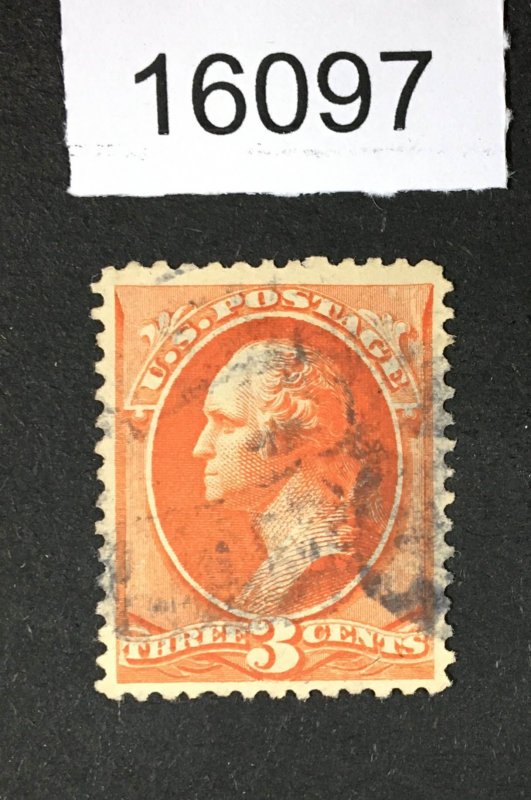 16097
U.S. POSTAGE
THREE 3 CENTS